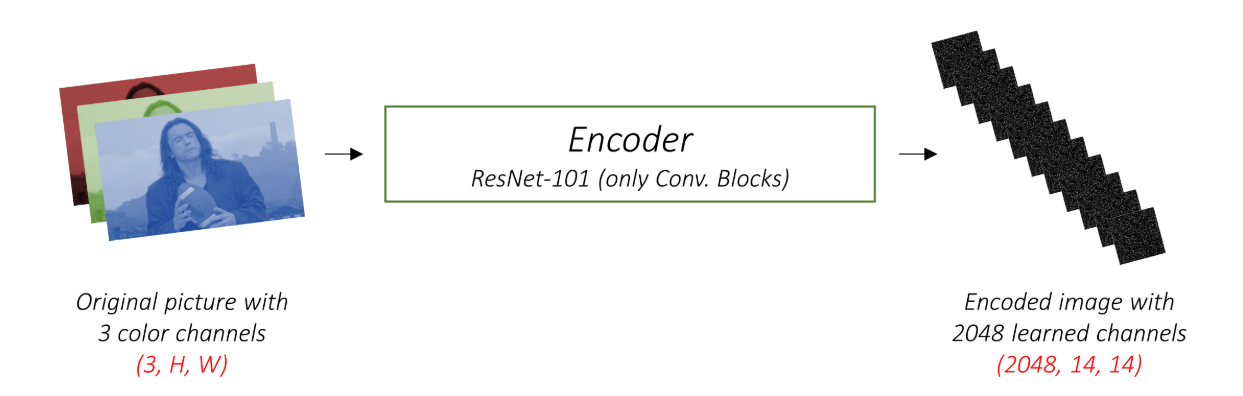 Encoder
ResNet-101 (only Conv. Blocks)
Original picture with
3 color channels
(3, H, W)
Encoded image with
2048 learned channels
(2048, 14, 14)